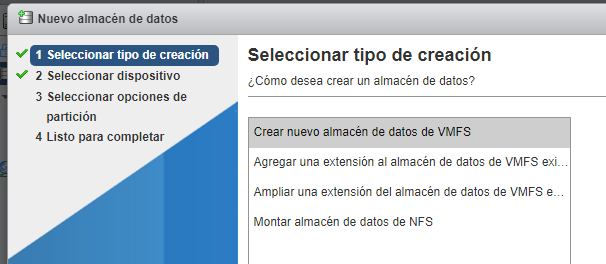 Nuevo almacén de datos
1 Seleccionar tipo de creación
2 Seleccionar dispositivo
3 Seleccionar opciones de
partición
4 Listo para completar
Seleccionar tipo de creación
¿Cómo desea crear un almacén de datos?
Crear nuevo almacén de datos de VMFS
Agregar una extensión al almacén de datos de VMFS exi...
Ampliar una extensión del almacén de datos de VMFS e...
Montar almacén de datos de NFS